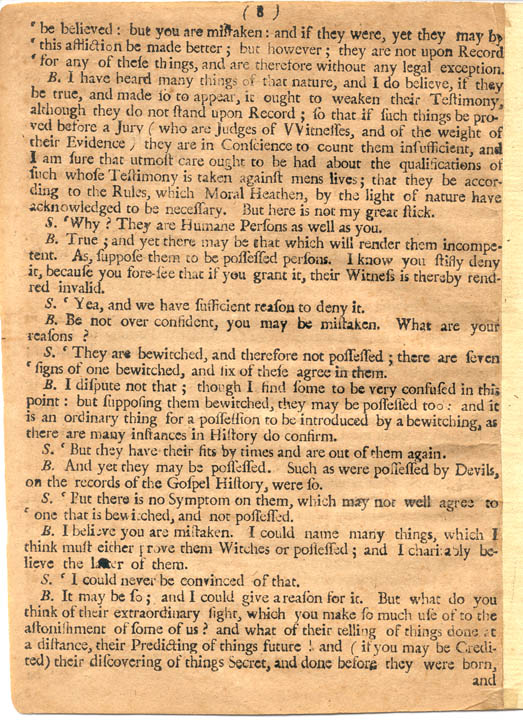 ( 8 )
‘ be believed : but you are miſtaken : and if they were, yet they may by
‘ this affliction be made better ; but however ; they are not upon Record
‘ for any of theſe things, and are therefore without any legal exception.
B. I have heard many things of that nature, and I do believe, if they
be true, and made ſo to appear, it ought to weaken their Teſtimony,
although they do not ſtand upon Record ; ſo that if ſuch things be pro-
ved before a Jury ( who are Judges of VVitneſſes, and of the weight of
their Evidence ) they are in Conſcience to count them inſufficient, and
I am ſure that utmoſt care ought to be had about the qualifications of
ſuch whoſe Teſtimony is taken againſt mens lives ; that they be accor-
ding to the Rules, which Moral Heathen, by the light of nature have
acknowledged to be neceſſary. But here is not my great ſtick.
S. ‘ Why ? They are Humane Perſons as well as you.
B. True ; and yet there may be that which will render them incompe-
tent. As, ſuppoſe them to be poſſeſſed perſons. I know you ſtifly deny
it, becauſe you fore-ſee that if you grant it, their Witneſs is thereby rend-
red invalid.
S. ‘ Yea, and we have ſufficient reaſon to deny it.
B. Be not over confident, you may be miſtaken. What are your
reaſons ?
S. ‘ They are bewitched, and therefore not poſſeſſed ; there are ſeven
‘ ſigns of one bewitched, and ſix of theſe agree in them.
B. I diſpute not that ; though I find ſome to be very confuſed in this
point : but ſuppoſing them bewitched, they may be poſſeſſed too : and it
is an ordinary thing for a poſſeſſion to be introduced by a bewitching, as
there are many inſtances in Hiſtory do confirm.
S. ‘ But they have their fits by times and are out of them again.
B. And yet they may be poſſeſſed. Such as were poſſeſſed by Devils,
on the records of the Goſpel Hiſtory, were ſo.
S. ‘ But there is no Symptom on them, which may not well agree to
‘ one that is bewitched, and not poſſeſſed.
B. I believe you are miſtaken. I could name many things, which I
think muſt either prove them Witches or poſſeſſed ; and I charitably be-
lieve the later of them.
S. ‘ I could never be convinced of that.
B. It may be ſo ; and I could give a reaſon for it. But what do you
think of their extraordinary ſight, which you make ſo much uſe of to the
aſtoniſhment of ſome of us ? and what of their telling of things done at
a diſtance, their Predicting of things future ! and ( if you may be Credi-
ted) their diſcovering of things Secret, and done before they were born,
and